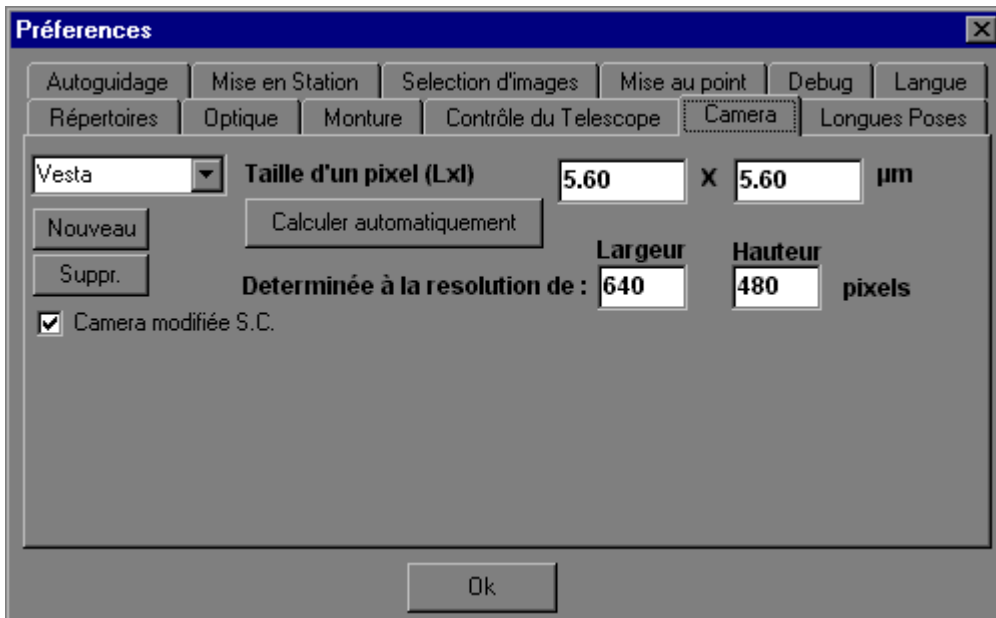 Préferences
Autoguidage Mise en Station Selection d'images Mise au point Debug Langue
Répertoires Optique Monture Contrôle du Telescope Camera Longues Poses
Vesta Taille d'un pixel (Lxl) 5.60 X 5.60 µm
Nouveau Calculer automatiquement
Largeur Hauteur
Suppr. Determinée à la resolution de : 640 480 pixels
Camera modifiée S.C.
Ok